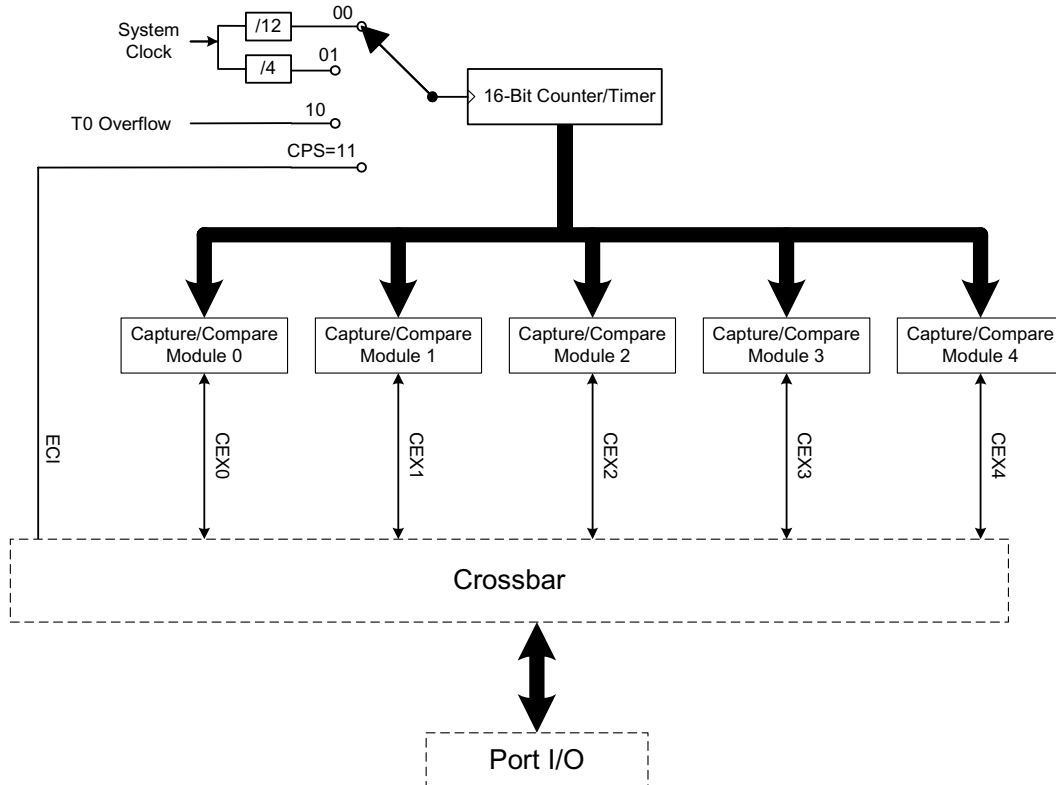 System
Clock
/12
00
/4
01
16-Bit Counter/Timer
T0 Overflow
10
CPS=11
Capture/Compare
Module 0
Capture/Compare
Module 1
Capture/Compare
Module 2
Capture/Compare
Module 3
Capture/Compare
Module 4
ECI
CEX0
CEX1
CEX2
CEX3
CEX4
Crossbar
Port I/O